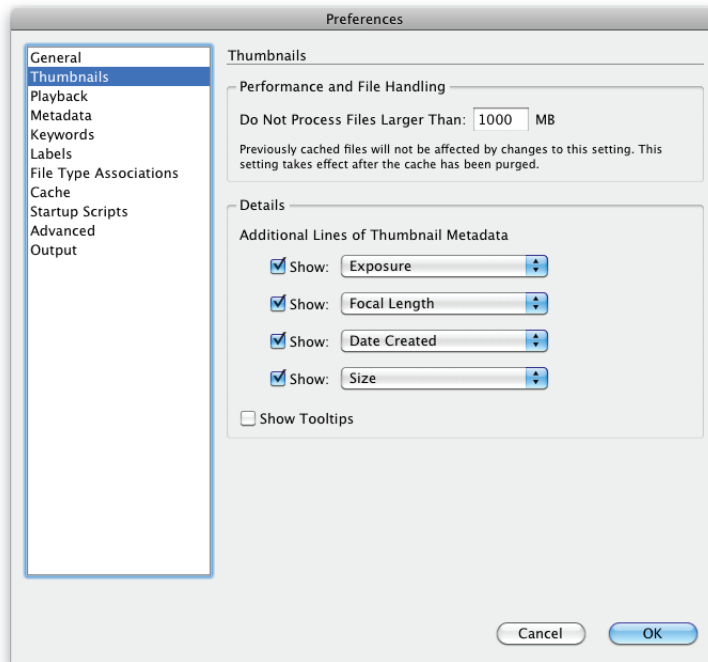 Preferences
General
Thumbnails
Playback
Metadata
Keywords
Labels
File Type Associations
Cache
Startup Scripts
Advanced
Output
Thumbnails
Performance and File Handling
Do Not Process Files Larger Than: 1000 MB
Previously cached files will not be affected by changes to this setting. This
setting takes effect after the cache has been purged.
Details
Additional Lines of Thumbnail Metadata
Show: Exposure
Show: Focal Length
Show: Date Created
Show: Size
Show Tooltips
Cancel
OK